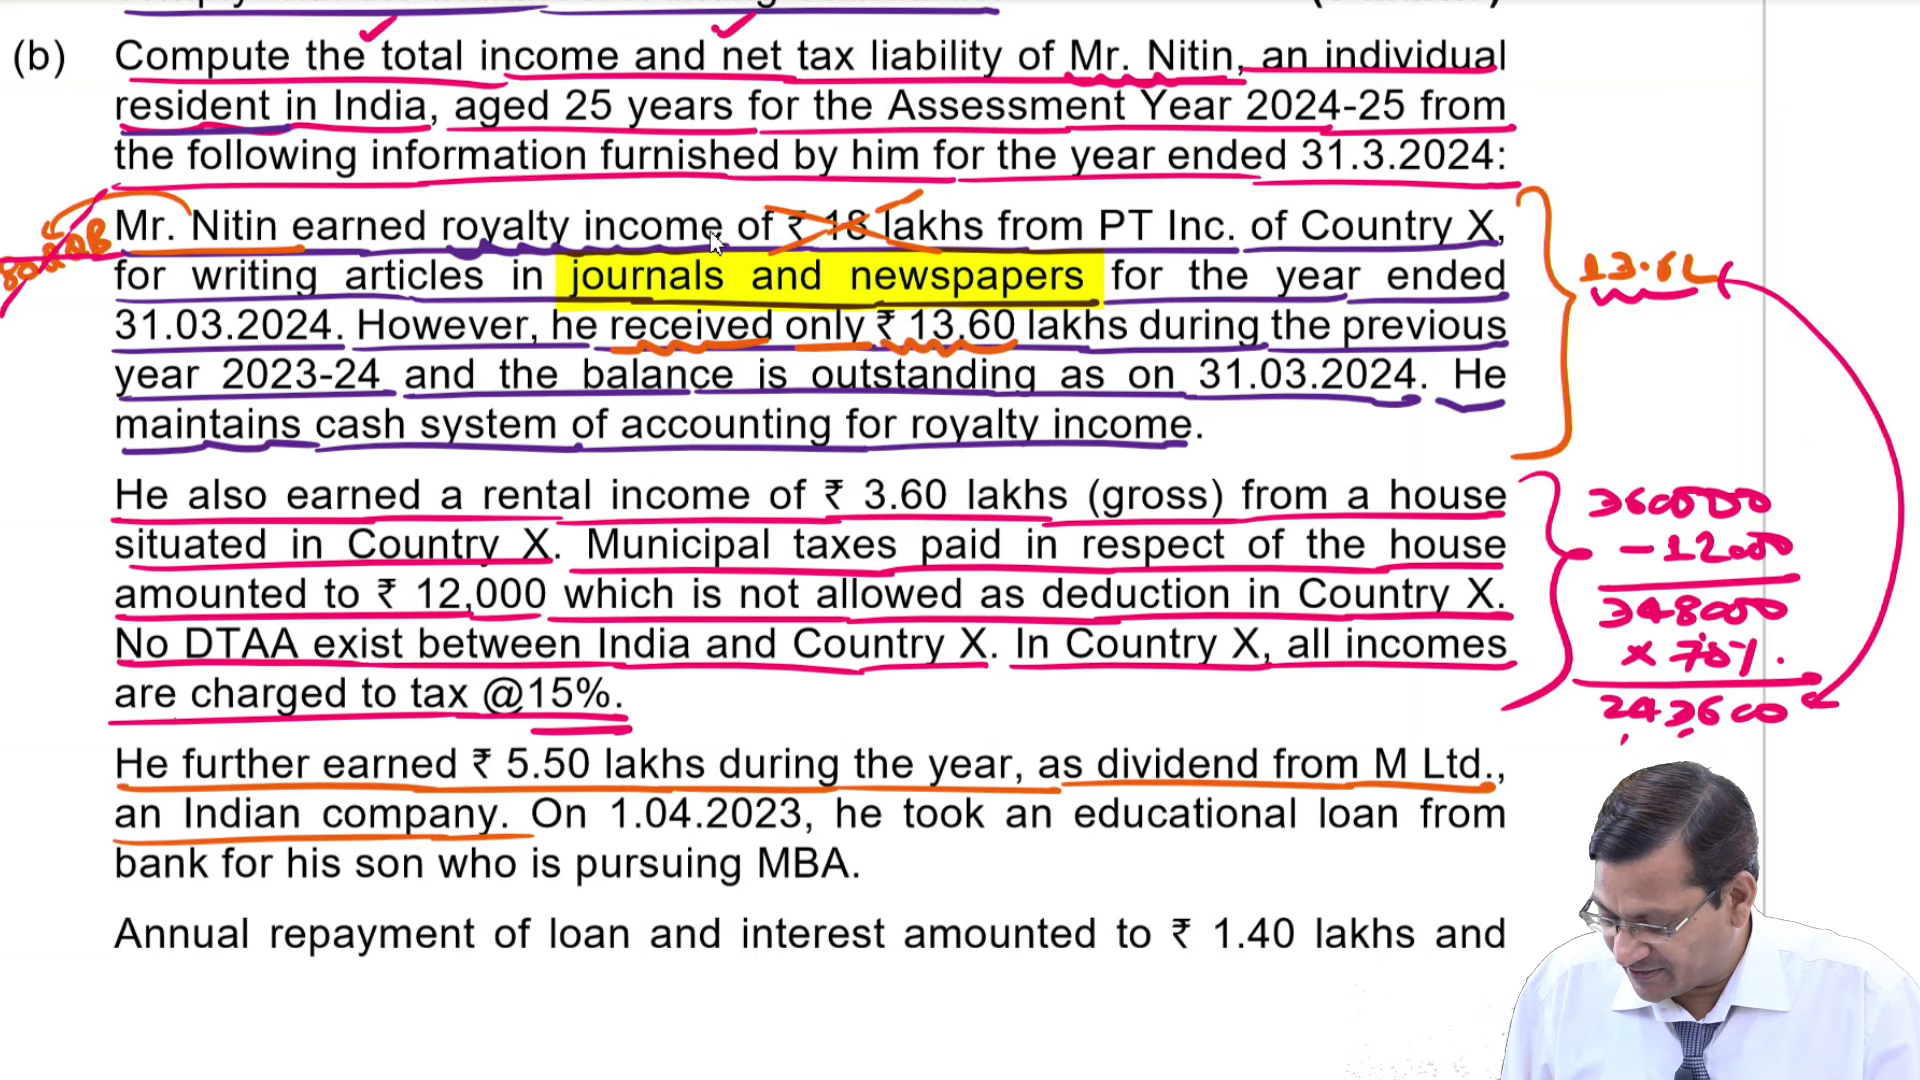 (b) Compute the total income and net tax liability of Mr. Nitin, an individual
resident in India, aged 25 years for the Assessment Year 2024-25 from
the following information furnished by him for the year ended 31.3.2024:
Mr. Nitin earned royalty income of ₹ 18 lakhs from PT Inc. of Country X,
for writing articles in journals and newspapers for the year ended
31.03.2024. However, he received only ₹ 13.60 lakhs during the previous
year 2023-24 and the balance is outstanding as on 31.03.2024. He
maintains cash system of accounting for royalty income.
13.6L
He also earned a rental income of ₹ 3.60 lakhs (gross) from a house
situated in Country X. Municipal taxes paid in respect of the house
amounted to ₹ 12,000 which is not allowed as deduction in Country X.
No DTAA exist between India and Country X. In Country X, all incomes
are charged to tax @15%.
360000
-12000
348000
x 70%.
243600
He further earned ₹ 5.50 lakhs during the year, as dividend from M Ltd.,
an Indian company. On 1.04.2023, he took an educational loan from
bank for his son who is pursuing MBA.
Annual repayment of loan and interest amounted to ₹ 1.40 lakhs and